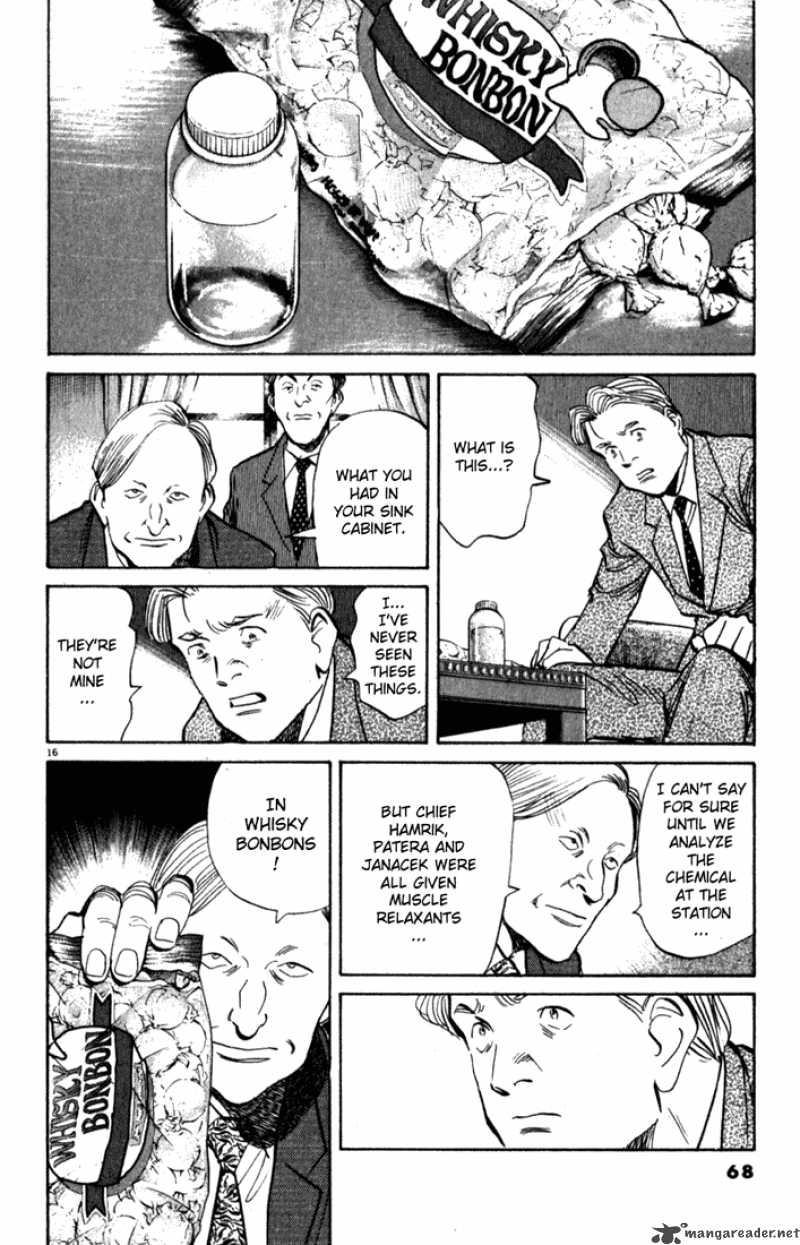 WHISKY
BONBON
WHAT IS
THIS...?
WHAT YOU
HAD IN
YOUR SINK
CABINET.
I...
I'VE
NEVER
SEEN
THESE
THINGS.
THEY'RE
NOT
MINE
...
16
I CAN'T SAY
FOR SURE
UNTIL WE
ANALYZE
THE
CHEMICAL
AT THE
STATION
...
BUT CHIEF
HAMRIK,
PATERA AND
JANACEK WERE
ALL GIVEN
MUSCLE
RELAXANTS
...
IN
WHISKY
BONBONS
!
WHISKY
BONBON
68
mangareader.net